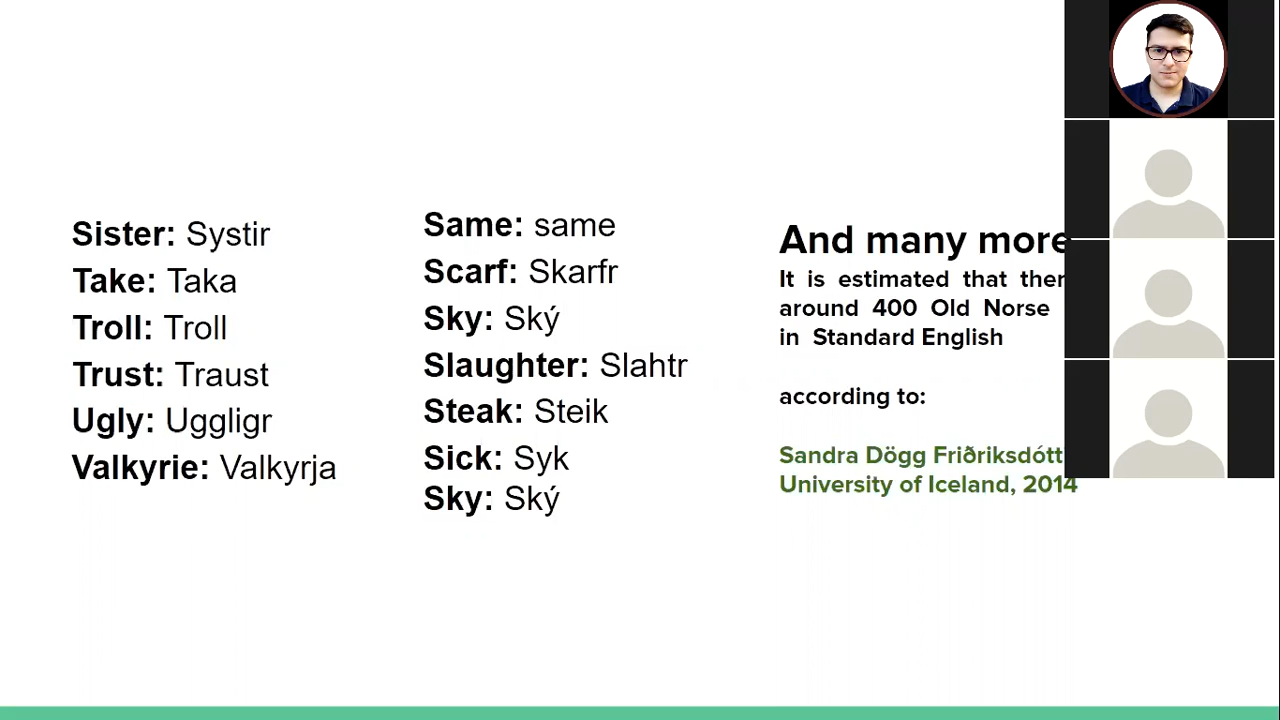 Sister: Systir
Take: Taka
Troll: Troll
Trust: Traust
Ugly: Uggligr
Valkyrie: Valkyrja
Same: same
Scarf: Skarfr
Sky: Ský
Slaughter: Slahtr
Steak: Steik
Sick: Syk
Sky: Ský
And many more
It is estimated that
around 400 Old Norse
in Standard English
according to:
Sandra Dögg
University of Iceland, 2014